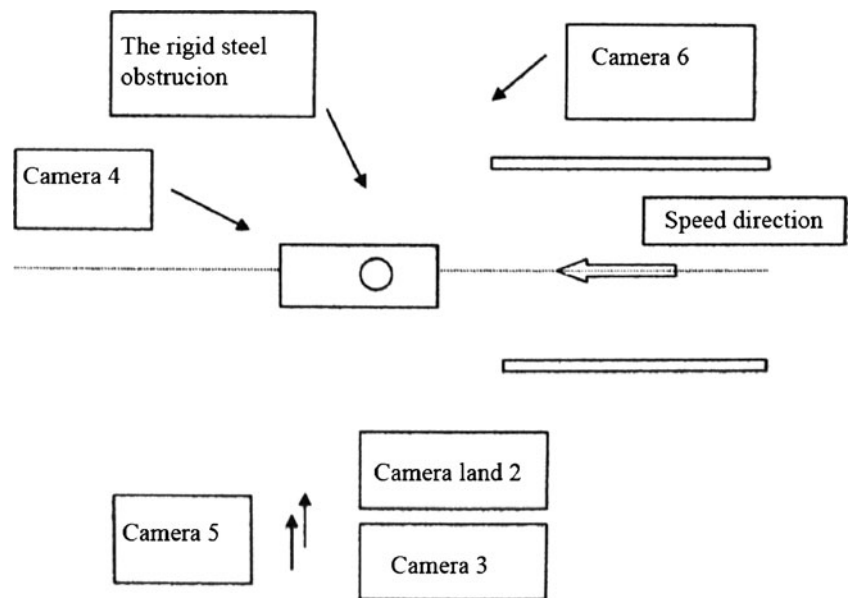 The rigid steel
obstrucion
Camera 6
Camera 4
Speed direction
Camera land 2
Camera 5
Camera 3